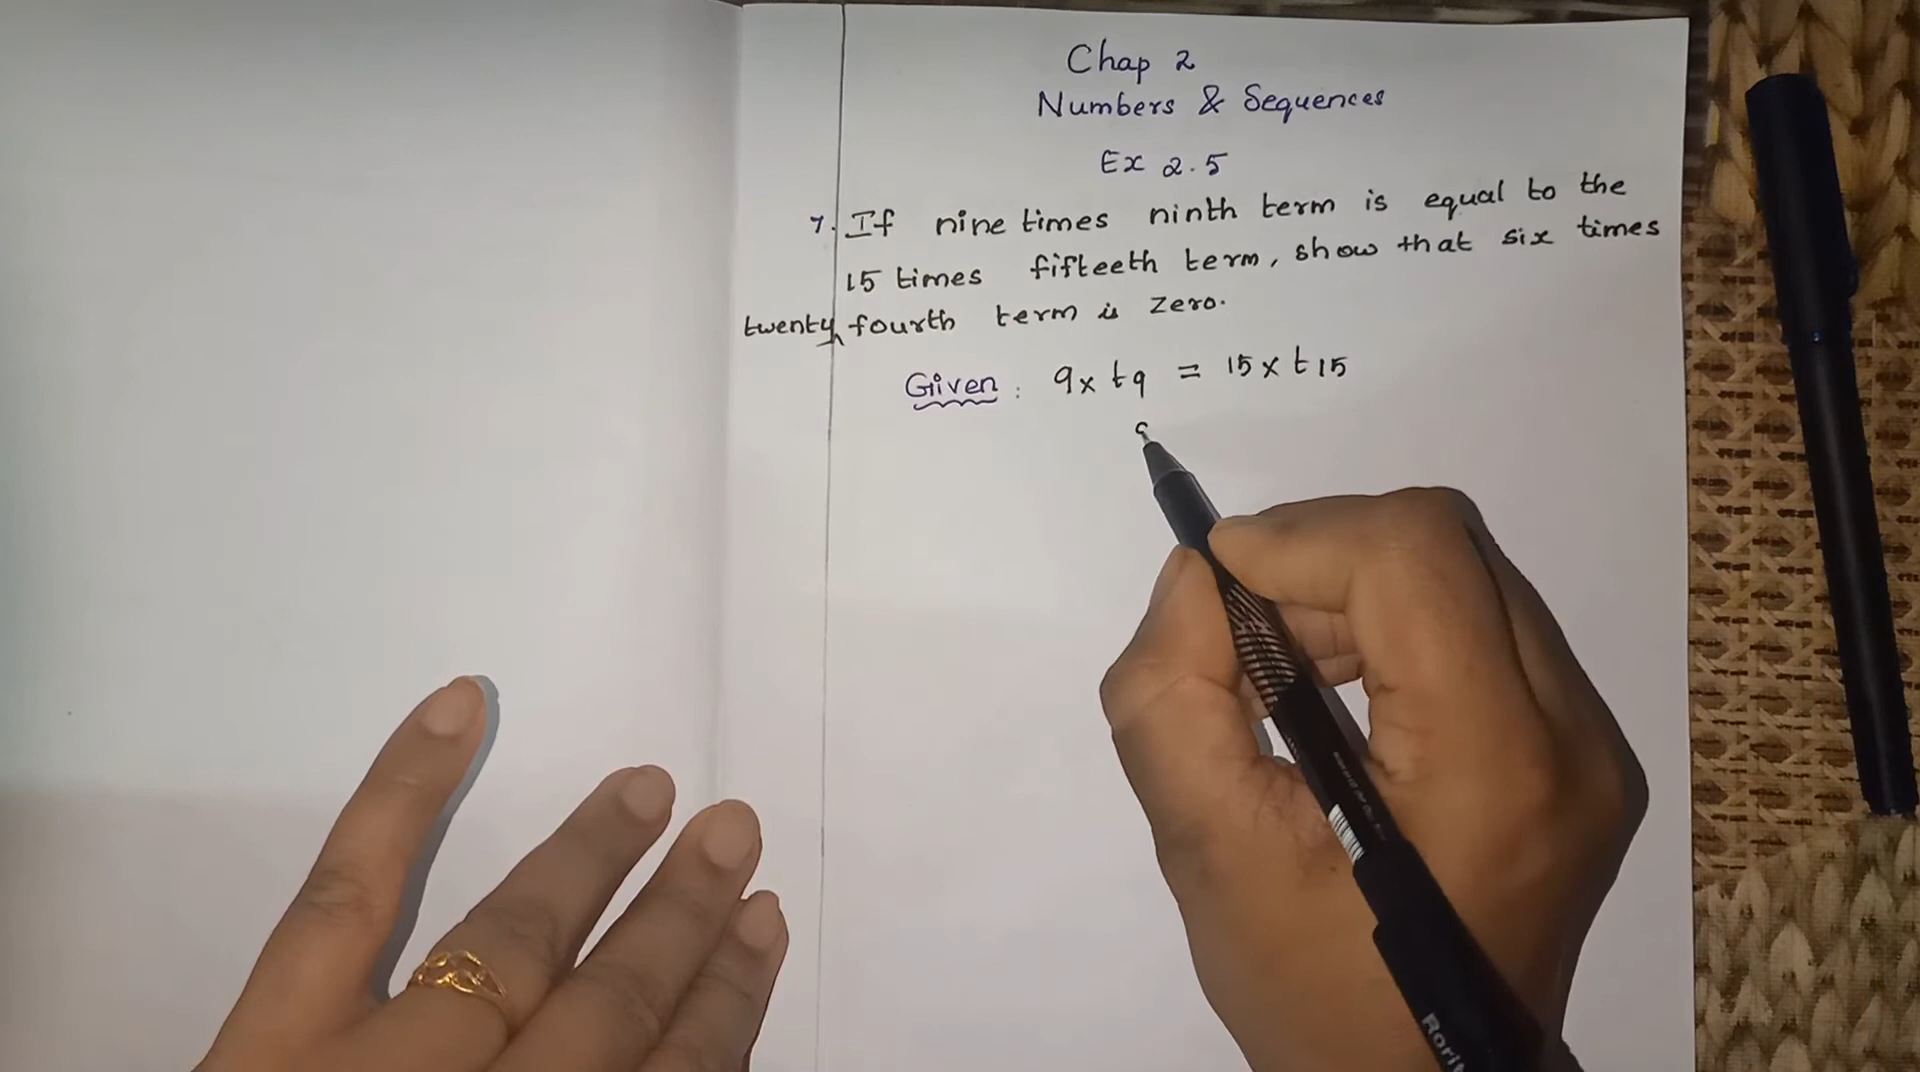 Chap 2
Numbers & Sequences
Ex 2.5
7. If nine times ninth term is equal to the
15 times fifteeth term, show that six times
twenty fourth term is zero.
Given : 9 x t9 = 15 x t15